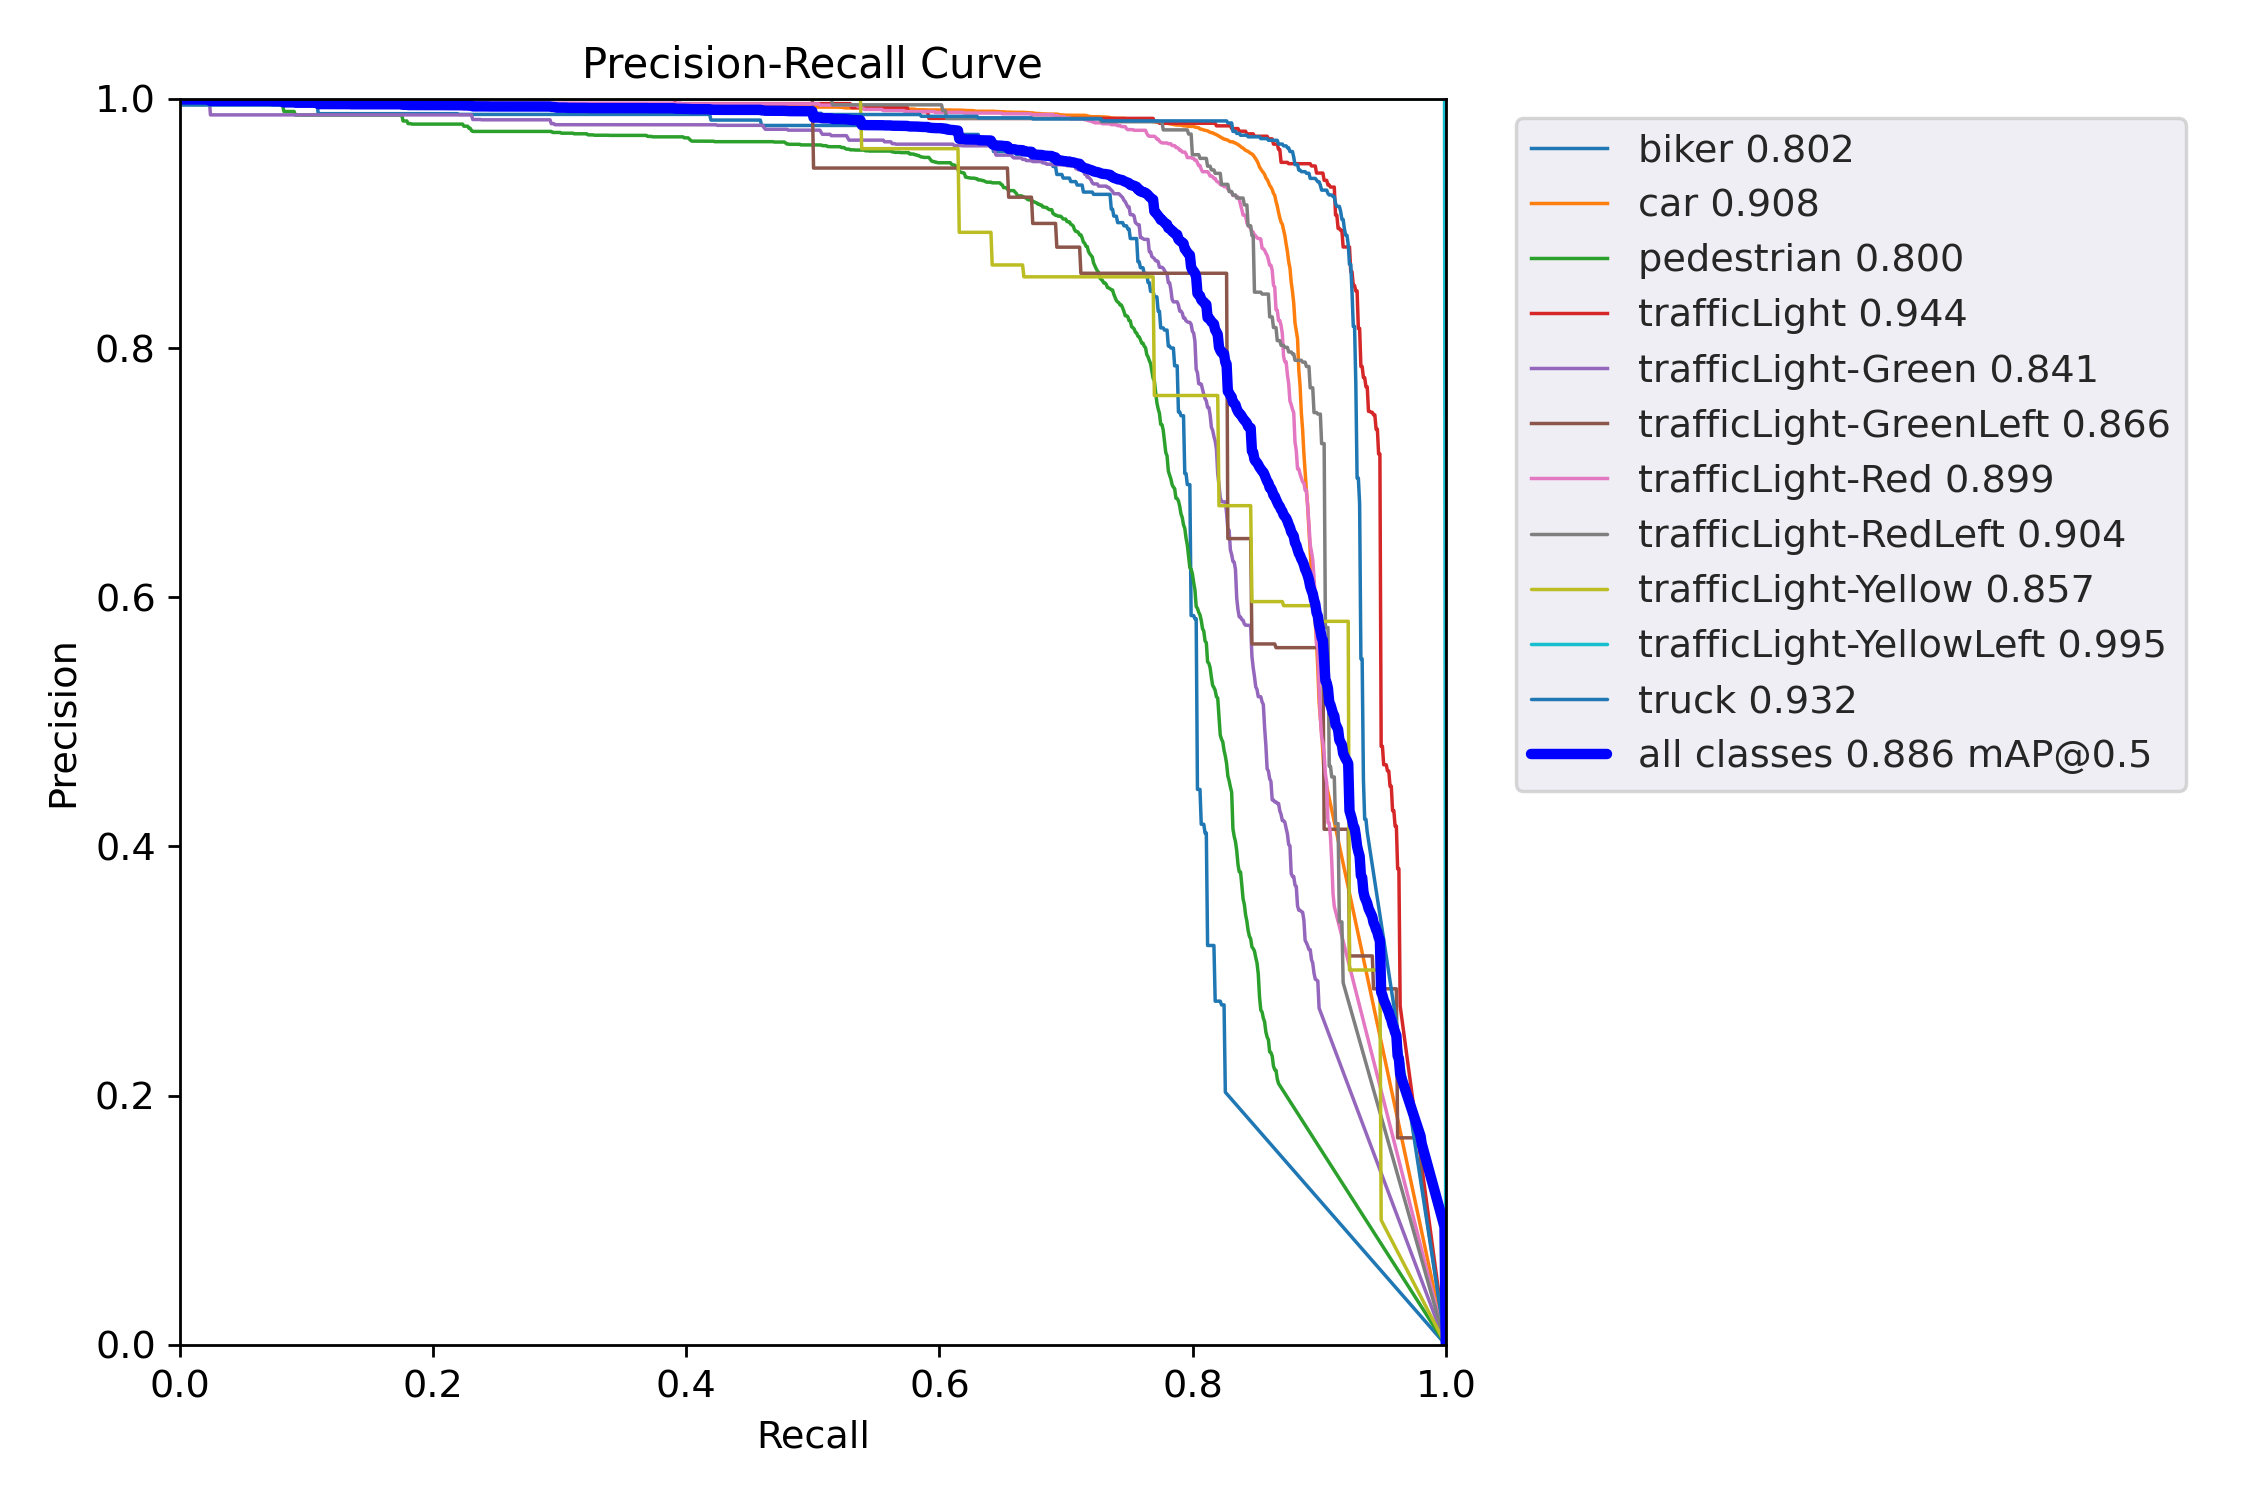 Precision-Recall Curve
1.0
0.8
0.6
0.4
0.2
0.0
Precision
0.0 0.2 0.4 0.6 0.8 1.0
Recall
biker 0.802
car 0.908
pedestrian 0.800
trafficLight 0.944
trafficLight-Green 0.841
trafficLight-GreenLeft 0.866
trafficLight-Red 0.899
trafficLight-RedLeft 0.904
trafficLight-Yellow 0.857
trafficLight-YellowLeft 0.995
truck 0.932
all classes 0.886 mAP@0.5